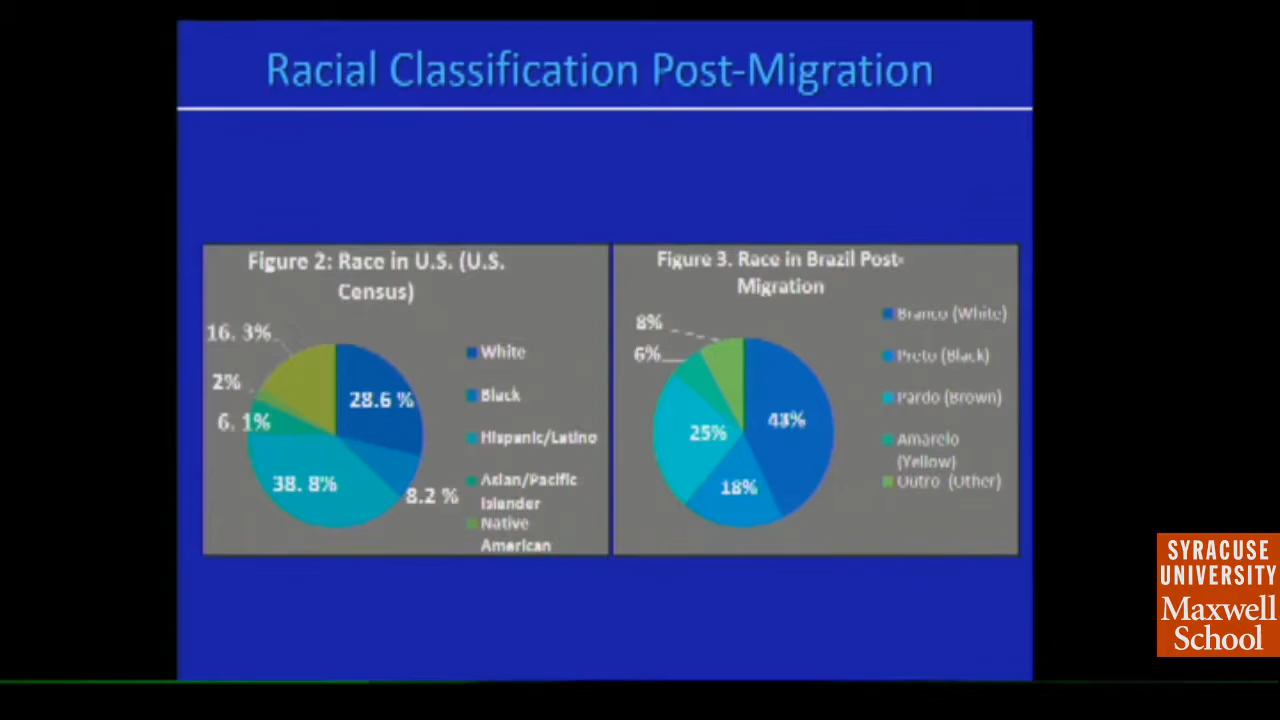 Racial Classification Post-Migration
Figure 2: Race in U.S. (U.S.
Census)
16. 3%
2%
6. 1%
28.6 %
38. 8%
8.2 %
White
Black
Hispanic/Latino
Asian/Pacific
Islander
Native
American
Figure 3. Race in Brazil Post-
Migration
8%
6%
43%
25%
18%
Branco (White)
Preto (Black)
Pardo (Brown)
Amarelo
(Yellow)
Outro (Other)
SYRACUSE
UNIVERSITY
Maxwell
School